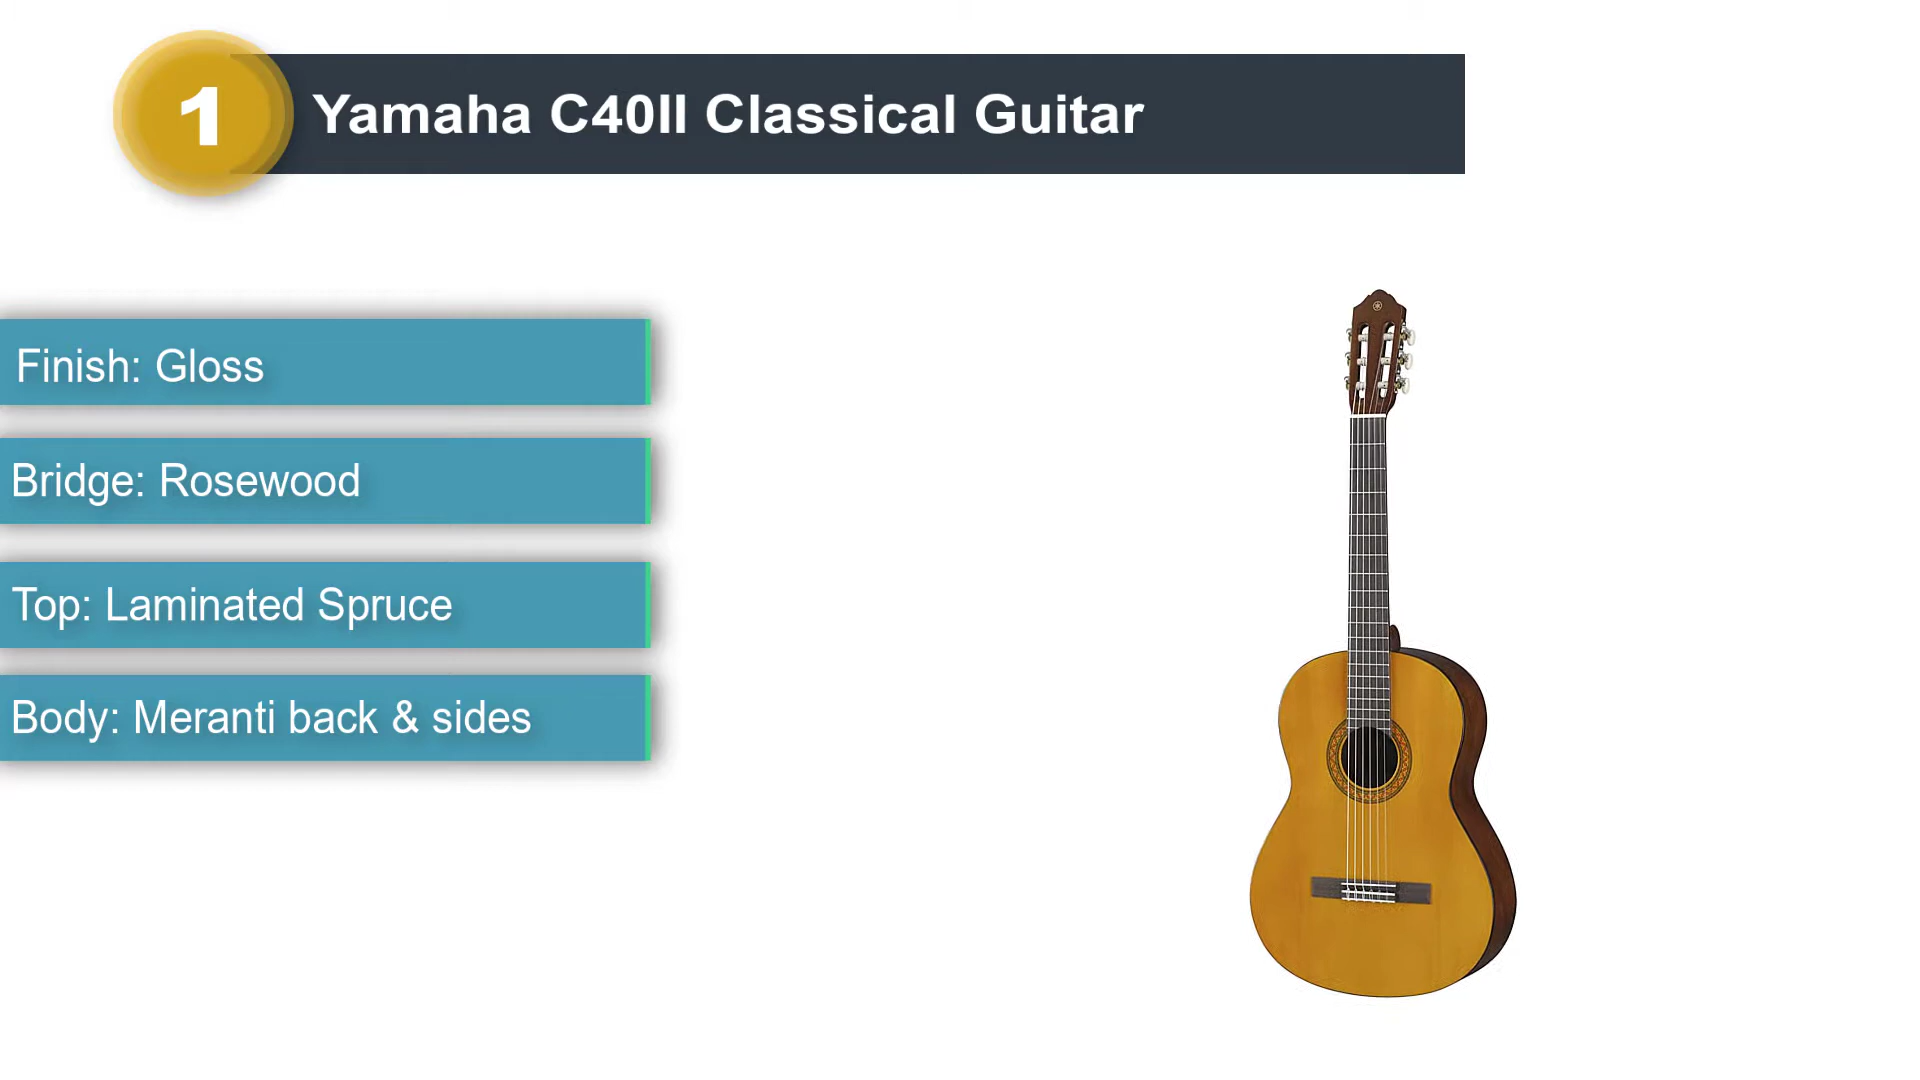 1
Yamaha C40II Classical Guitar
Finish: Gloss
Bridge: Rosewood
Top: Laminated Spruce
Body: Meranti back & sides